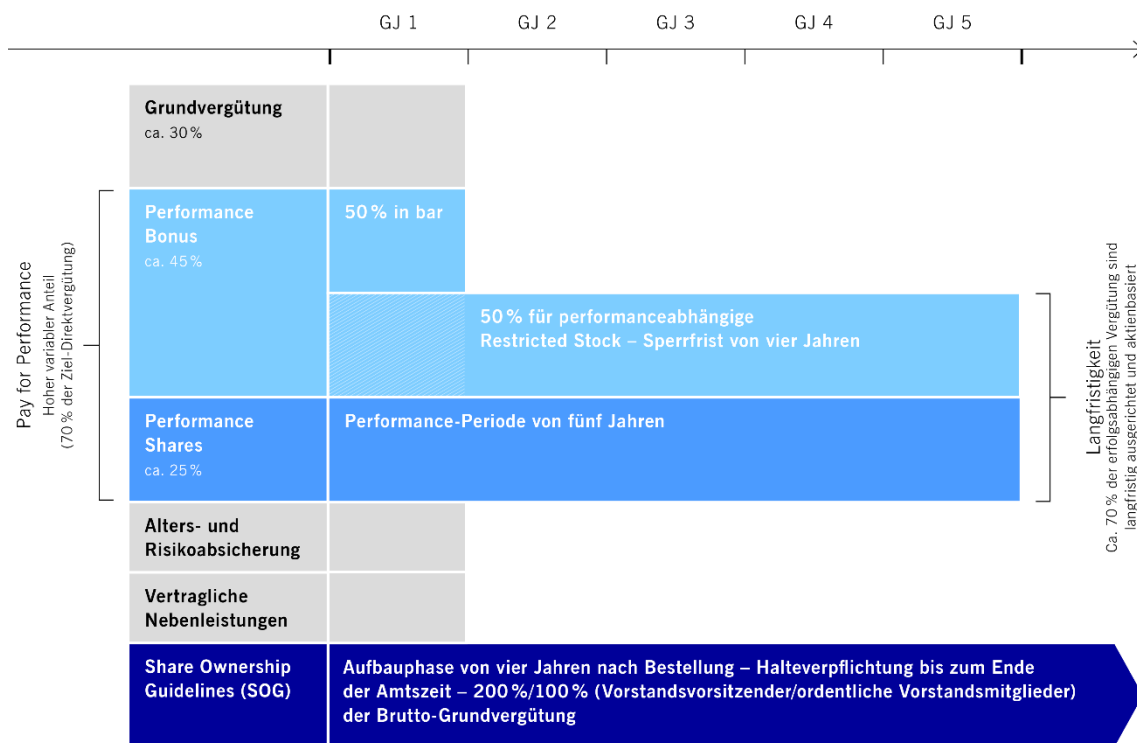 GJ 1 GJ 2 GJ 3 GJ 4 GJ 5
Grundvergütung
ca. 30 %
Pay for Performance
Hoher variabler Anteil
(70 % der Ziel-Direktvergütung)
Performance
Bonus
ca. 45 %
50 % in bar
50 % für performanceabhängige
Restricted Stock – Sperrfrist von vier Jahren
Performance
Shares
ca. 25 %
Performance-Periode von fünf Jahren
Langfristigkeit
Ca. 70 % der erfolgsabhängigen Vergütung sind
langfristig ausgerichtet und aktienbasiert
Alters- und
Risikoabsicherung
Vertragliche
Nebenleistungen
Share Ownership
Guidelines (SOG)
Aufbauphase von vier Jahren nach Bestellung – Halteverpflichtung bis zum Ende
der Amtszeit – 200 %/100 % (Vorstandsvorsitzender/ordentliche Vorstandsmitglieder)
der Brutto-Grundvergütung